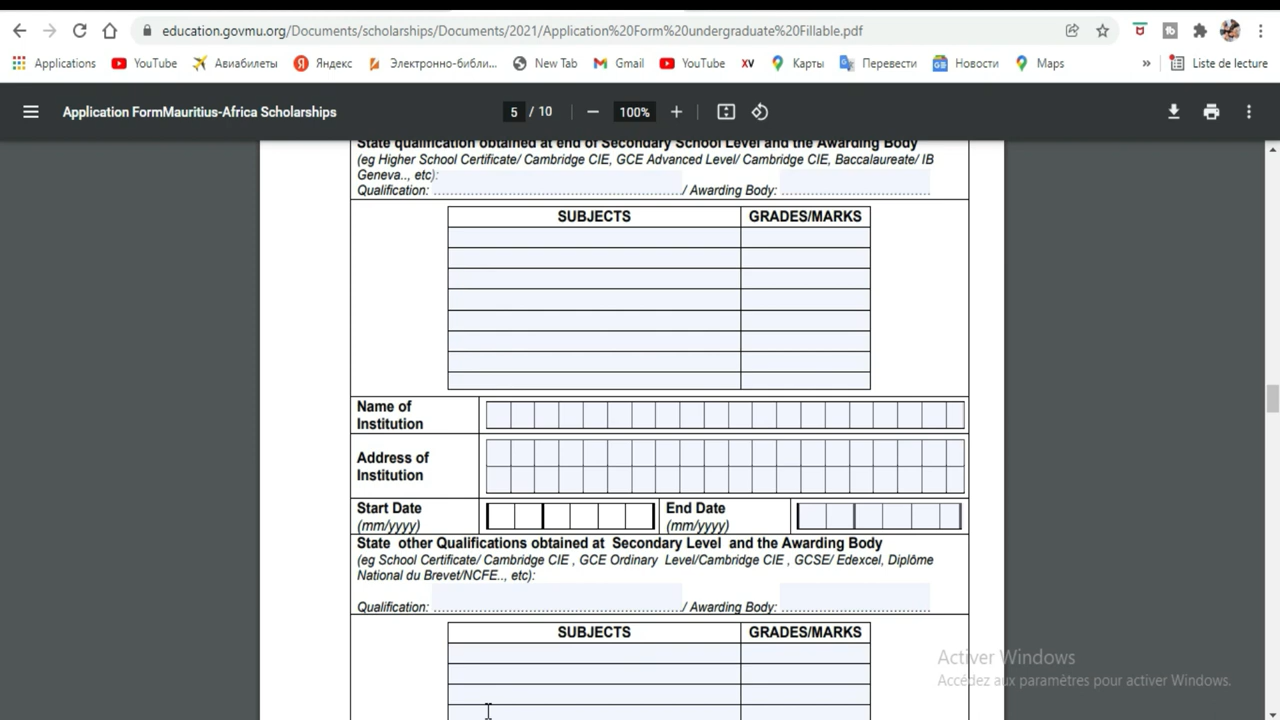 education.govmu.org/Documents/scholarships/Documents/2021/Application%20Form%20undergraduate%20Fillable.pdf
Applications YouTube Авиабилеты Яндекс Электронно-библи... New Tab Gmail YouTube XV Карты Перевести Новости Maps » Liste de lecture
Application FormMauritius-Africa Scholarships 5 / 10 − 100% +
State qualification obtained at end of Secondary School Level and the Awarding Body
(eg Higher School Certificate/ Cambridge CIE, GCE Advanced Level/ Cambridge CIE, Baccalaureate/ IB
Geneva.., etc):
Qualification: ........................................................./ Awarding Body: ..................................
SUBJECTS GRADES/MARKS
Name of
Institution
Address of
Institution
Start Date
(mm/yyyy)
End Date
(mm/yyyy)
State other Qualifications obtained at Secondary Level and the Awarding Body
(eg School Certificate/ Cambridge CIE , GCE Ordinary Level/Cambridge CIE , GCSE/ Edexcel, Diplôme
National du Brevet/NCFE.., etc):
Qualification: ........................................................./ Awarding Body: ..................................
SUBJECTS GRADES/MARKS
Activer Windows
Accédez aux paramètres pour activer Windows.